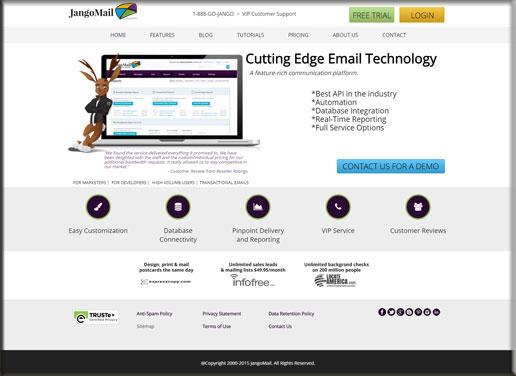 JangoMail
1-888-GO-JANGO • VIP Customer Support
FREE TRIAL
LOGIN
HOME FEATURES BLOG TUTORIALS PRICING ABOUT US CONTACT
Cutting Edge Email Technology
A feature-rich communication platform.
*Best API in the industry
*Automation
*Database Integration
*Real-Time Reporting
*Full Service Options
JangoMail
"We found the service delivered everything it promised to. We have
been delighted with the staff and the custom/individual pricing for our
additional bandwidth requests. It really allowed us to stay competitive in
our market."
- Customer Review from Reseller Ratings
CONTACT US FOR A DEMO
FOR MARKETERS | FOR DEVELOPERS | HIGH VOLUME USERS | TRANSACTIONAL EMAILS
Easy Customization
Database
Connectivity
Pinpoint Delivery
and Reporting
VIP Service
Customer Reviews
Design, print & mail
postcards the same day
expresscopy.com
Unlimited sales leads
& mailing lists $49.95/month
infofree.com
Unlimited backgrond checks
on 200 million people
LOCATE
AMERICA.com
TRUSTe
Certified Privacy
Anti-Spam Policy
Privacy Statement
Data Retention Policy
Sitemap
Terms of Use
Contact Us
@Copyright 2000-2015 JangoMail. All Rights Reserved.